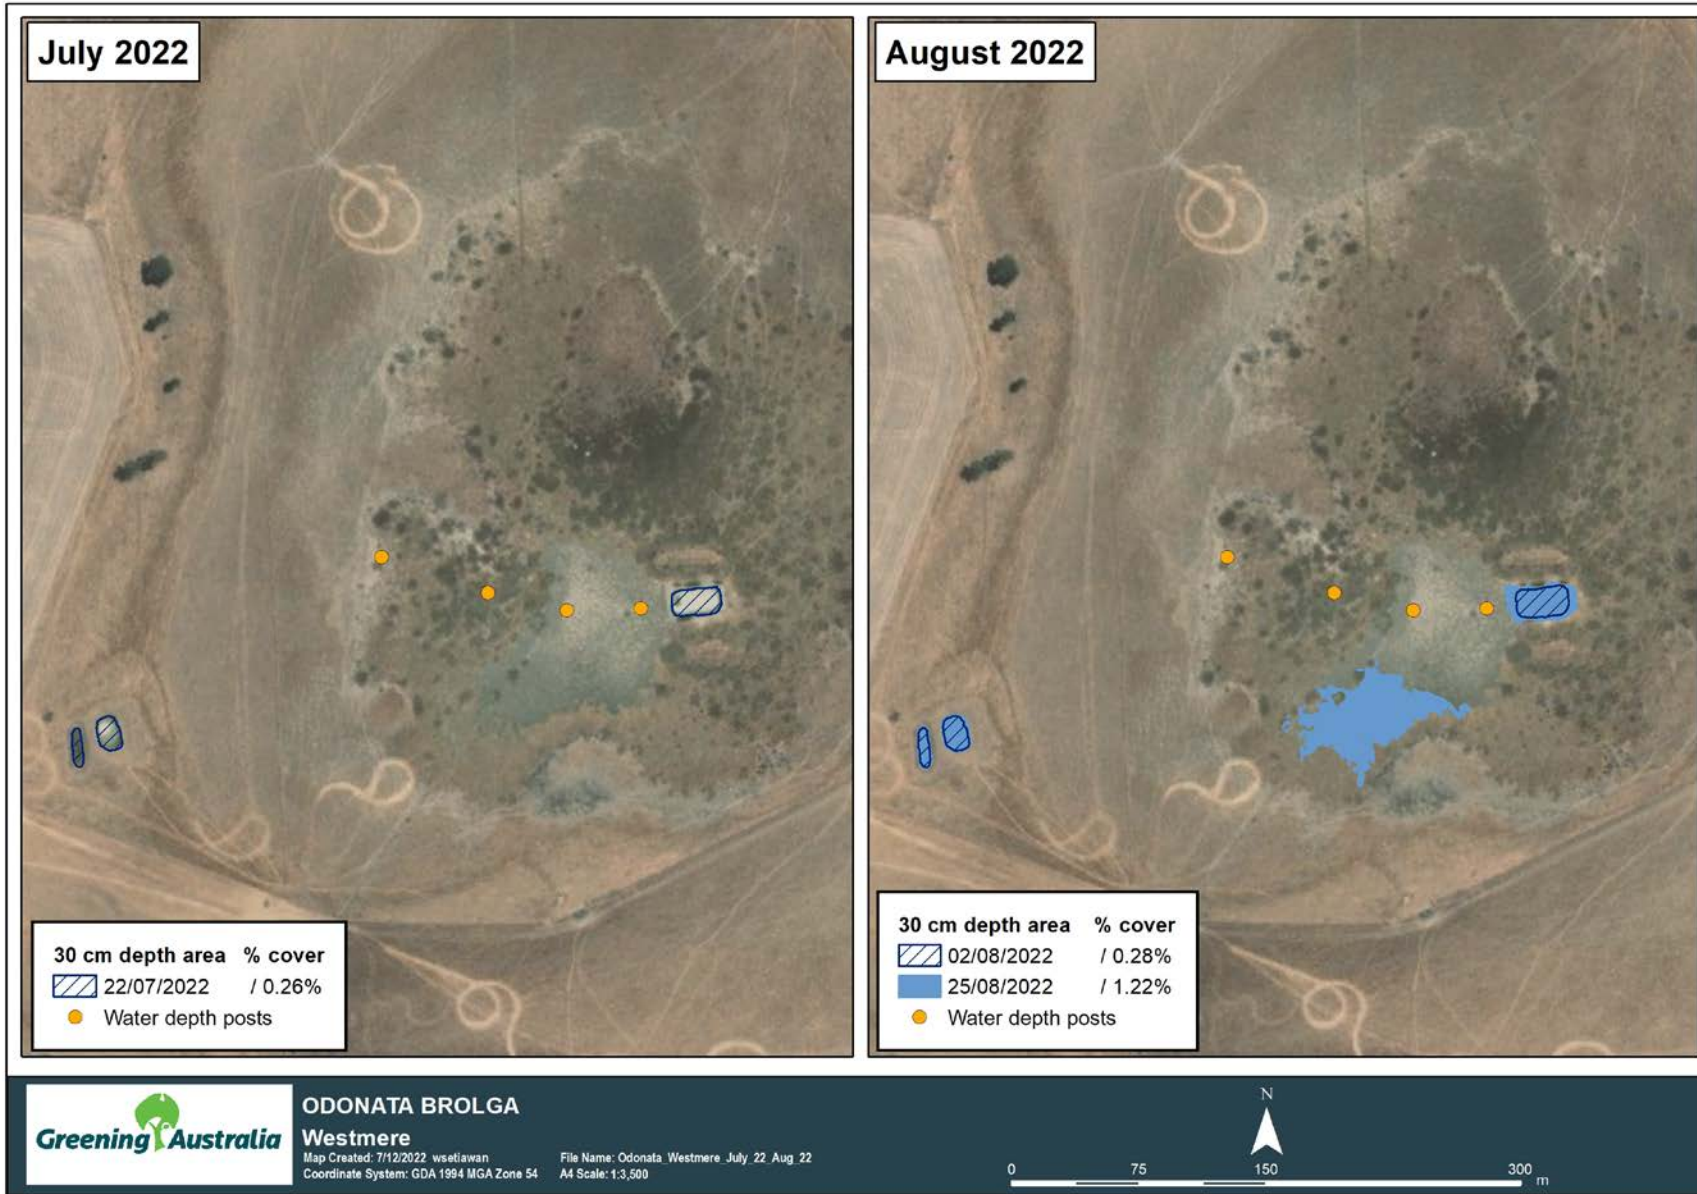 July 2022
30 cm depth area % cover
22/07/2022 / 0.26%
Water depth posts
August 2022
30 cm depth area % cover
02/08/2022 / 0.28%
25/08/2022 / 1.22%
Water depth posts
Greening Australia
ODONATA BROLGA
Westmere
Map Created: 7/12/2022 wsetiawan
Coordinate System: GDA 1994 MGA Zone 54
File Name: Odonata_Westmere_July_22_Aug_22
A4 Scale: 1:3,500
N
0 75 150 300
m